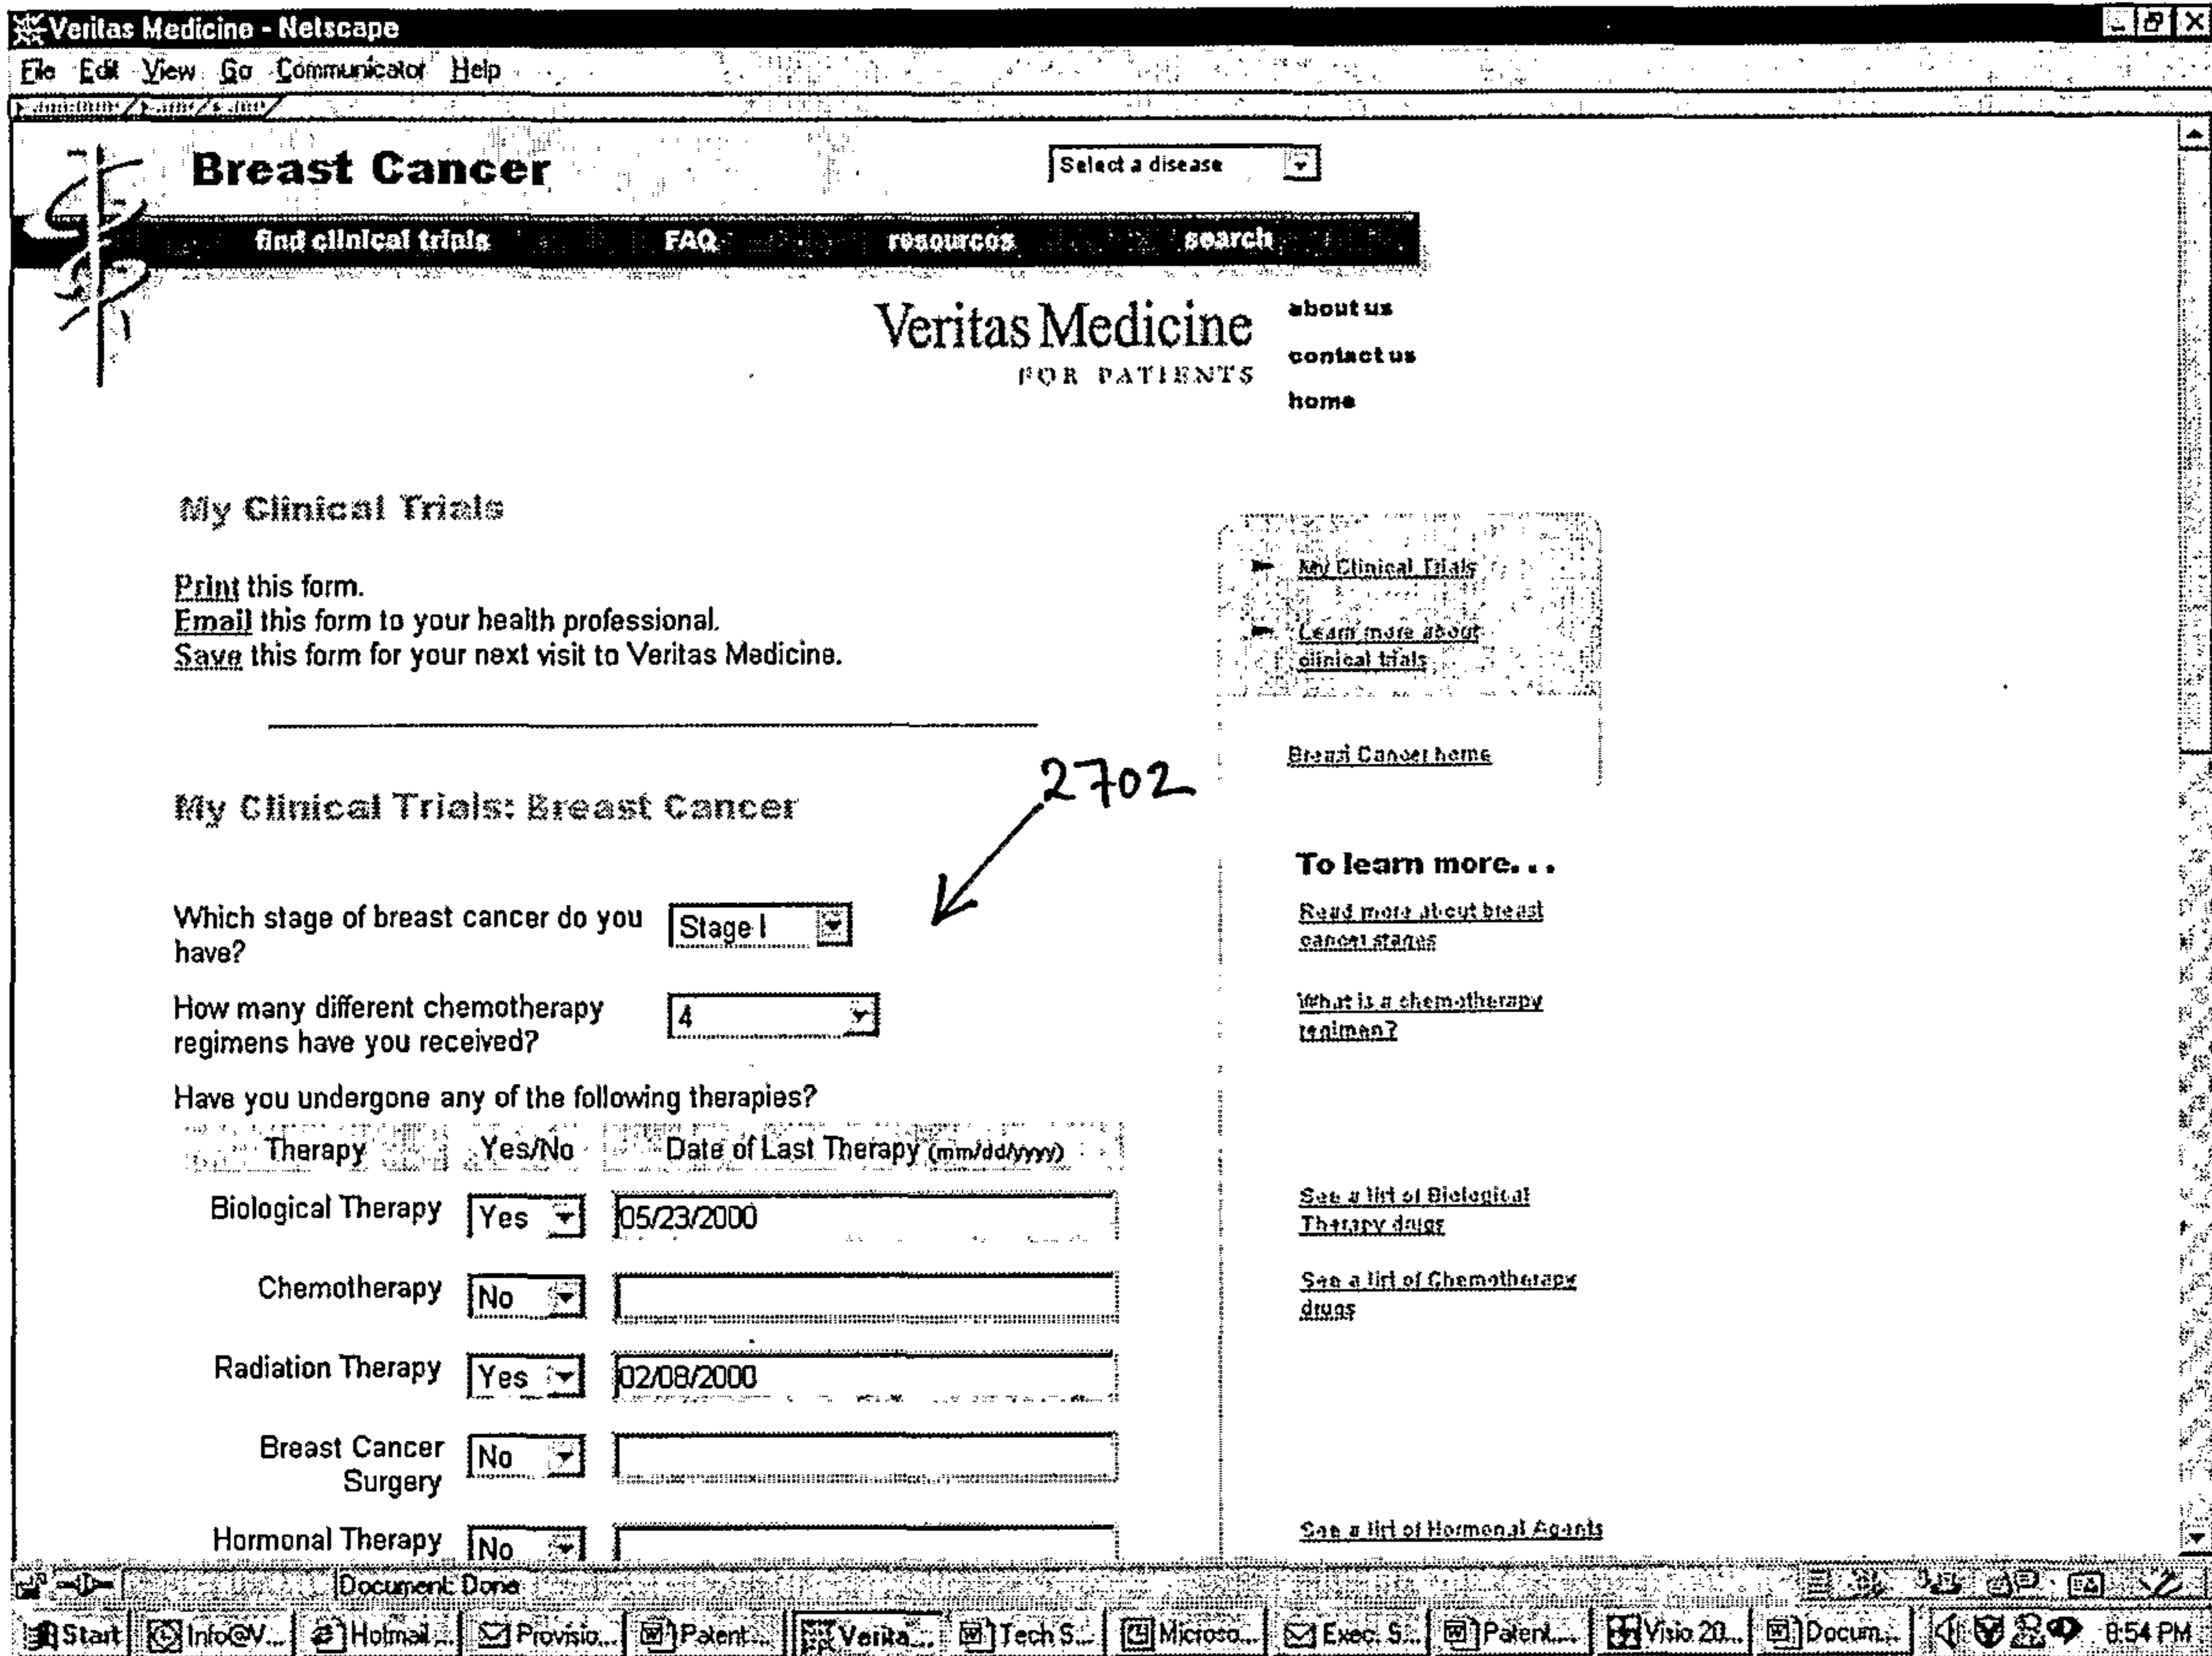 Veritas Medicine - Netscape
File Edit View Go Communicator Help
Breast Cancer
Select a disease
find clinical trials FAQ resources search
Veritas Medicine
FOR PATIENTS
about us
contact us
home
My Clinical Trials
Print this form.
Email this form to your health professional.
Save this form for your next visit to Veritas Medicine.
My Clinical Trials
Learn more about
clinical trials
Breast Cancer home
2702
My Clinical Trials: Breast Cancer
To learn more. . .
Which stage of breast cancer do you
have?
Stage I
Read more about breast
cancer stages
How many different chemotherapy
regimens have you received?
4
What is a chemotherapy
regimen?
Have you undergone any of the following therapies?
Therapy Yes/No Date of Last Therapy (mm/dd/yyyy)
Biological Therapy Yes 05/23/2000
See a list of Biological
Therapy drugs
Chemotherapy No
See a list of Chemotherapy
drugs
Radiation Therapy Yes 02/08/2000
Breast Cancer
Surgery
No
Hormonal Therapy No
See a list of Hormonal Agents
Document: Done
Start Info@V... Hotmail... Provisio... Patent... Verita... Tech S... Microso... Exec. S... Patent... Visio 20... Docum... 8:54 PM